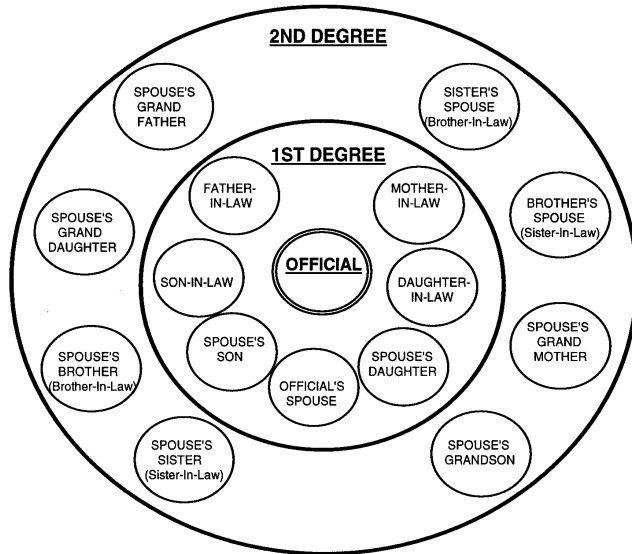 2ND DEGREE
SPOUSE'S
GRAND
FATHER
SISTER'S
SPOUSE
(Brother-In-Law)
1ST DEGREE
FATHER-
IN-LAW
MOTHER-
IN-LAW
SPOUSE'S
GRAND
DAUGHTER
BROTHER'S
SPOUSE
(Sister-In-Law)
OFFICIAL
SON-IN-LAW
DAUGHTER-
IN-LAW
SPOUSE'S
SON
SPOUSE'S
DAUGHTER
SPOUSE'S
GRAND
MOTHER
SPOUSE'S
BROTHER
(Brother-In-Law)
OFFICIAL'S
SPOUSE
SPOUSE'S
SISTER
(Sister-In-Law)
SPOUSE'S
GRANDSON